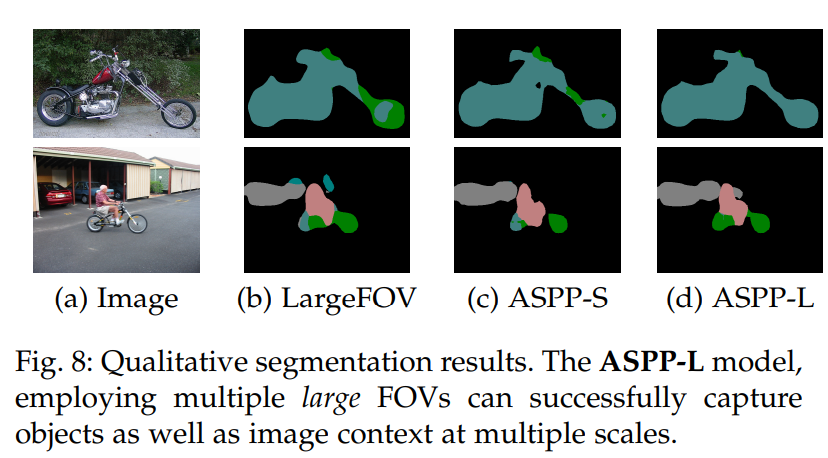 (a) Image (b) LargeFOV (c) ASPP-S (d) ASPP-L
Fig. 8: Qualitative segmentation results. The ASPP-L model,
employing multiple large FOVs can successfully capture
objects as well as image context at multiple scales.